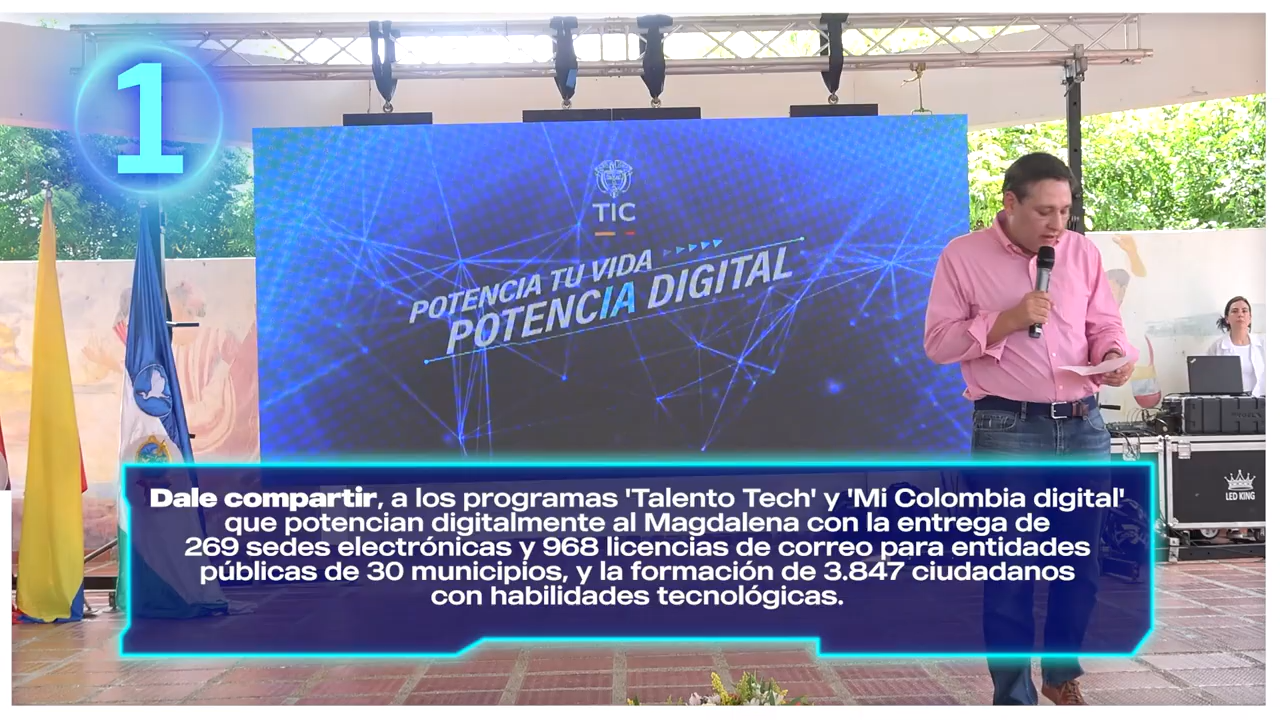 1
TIC
POTENCIA TU VIDA
POTENCIA DIGITAL
LED KING
Dale compartir, a los programas 'Talento Tech' y 'Mi Colombia digital'
que potencian digitalmente al Magdalena con la entrega de
269 sedes electrónicas y 968 licencias de correo para entidades
públicas de 30 municipios, y la formación de 3.847 ciudadanos
con habilidades tecnológicas.